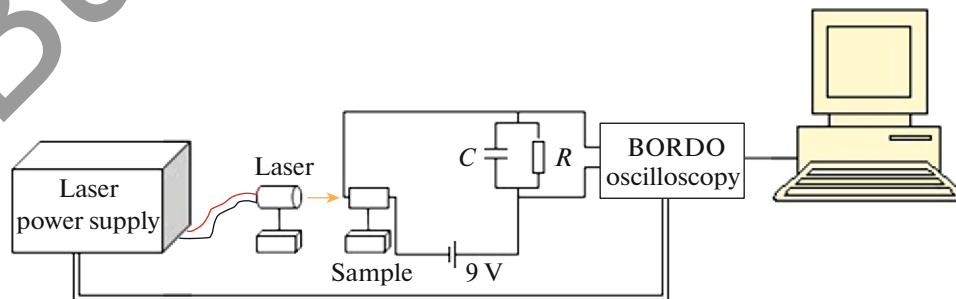 Laser
power supply
Laser
Sample
9 V
C
R
BORDO
oscilloscopy